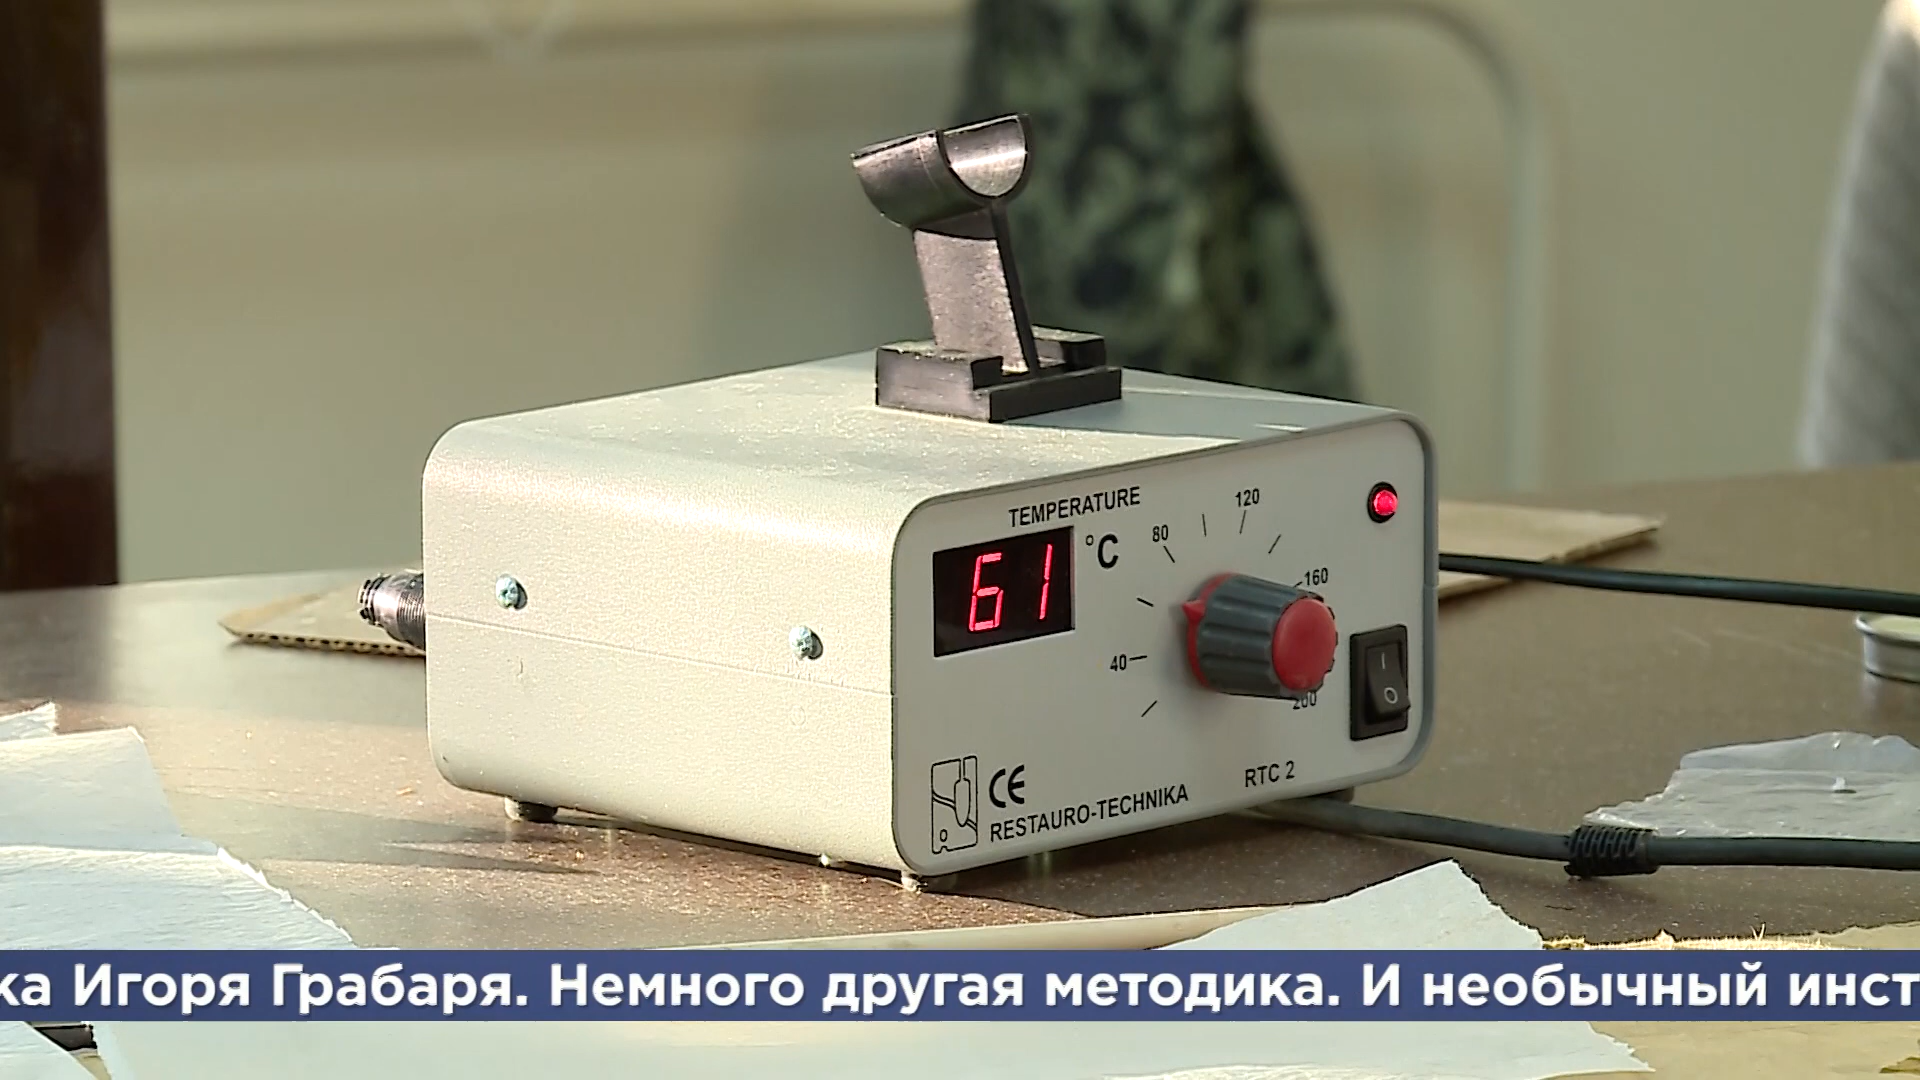 TEMPERATURE
61 °C
40 80 120 160 200
I
O
CE
RESTAURO-TECHNIKA
RTC 2
ка Игоря Грабаря. Немного другая методика. И необычный инст